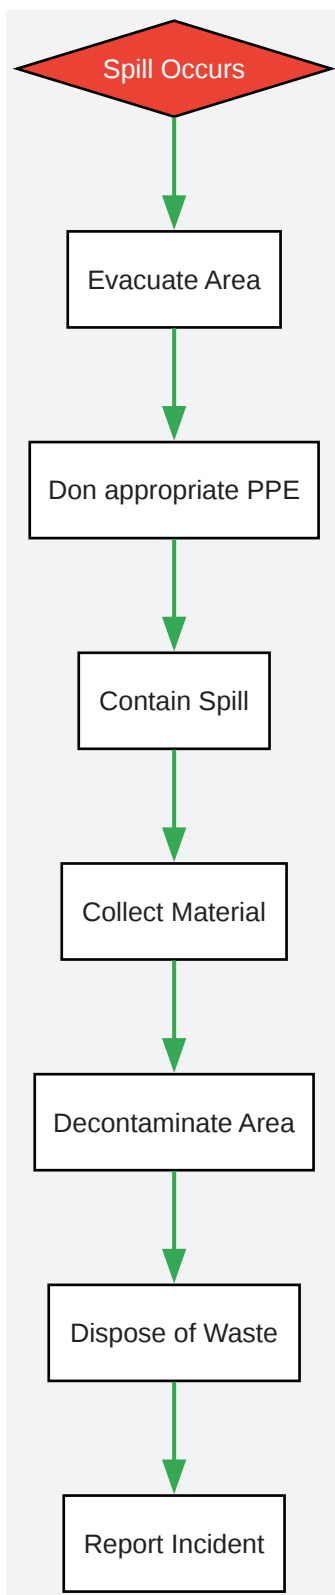 Spill Occurs
Evacuate Area
Don appropriate PPE
Contain Spill
Collect Material
Decontaminate Area
Dispose of Waste
Report Incident